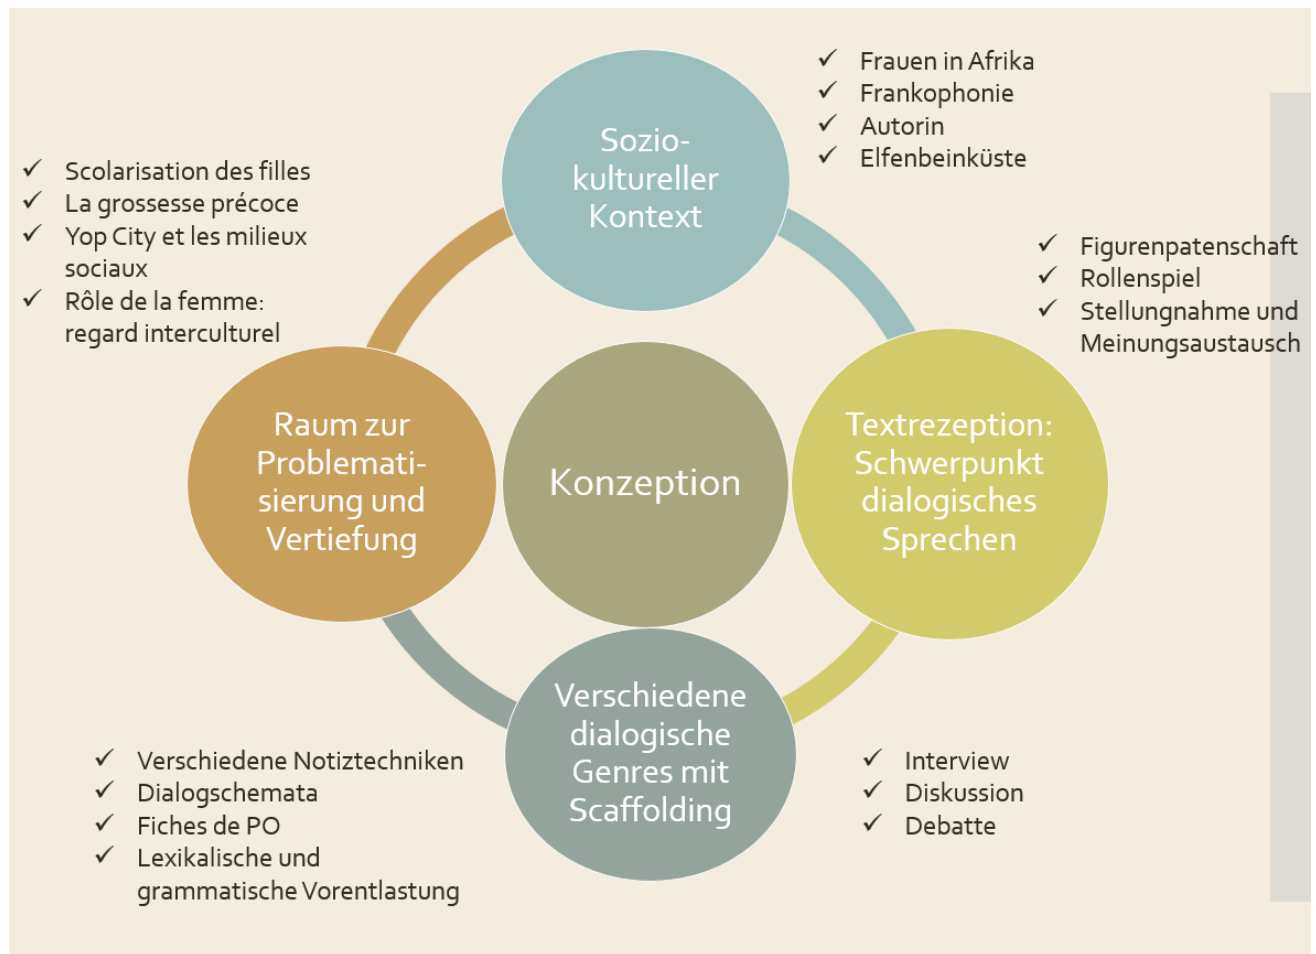 Sozio-
kultureller
Kontext
✓ Frauen in Afrika
✓ Frankophonie
✓ Autorin
✓ Elfenbeinküste
✓ Scolarisation des filles
✓ La grossesse précoce
✓ Yop City et les milieux
sociaux
✓ Rôle de la femme:
regard interculturel
✓ Figurenpatenschaft
✓ Rollenspiel
✓ Stellungnahme und
Meinungsaustausch
Raum zur
Problemati-
sierung und
Vertiefung
Konzeption
Textrezeption:
Schwerpunkt
dialogisches
Sprechen
Verschiedene
dialogische
Genres mit
Scaffolding
✓ Verschiedene Notiztechniken
✓ Dialogschemata
✓ Fiches de PO
✓ Lexikalische und
grammatische Vorentlastung
✓ Interview
✓ Diskussion
✓ Debatte